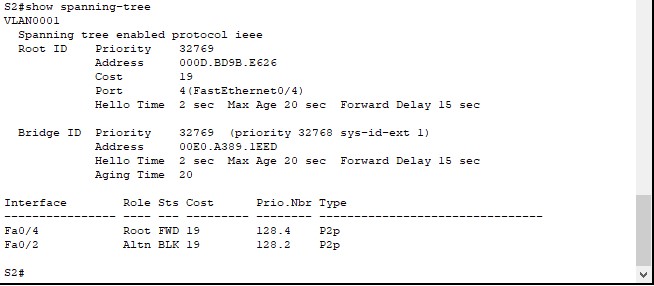 S2#show spanning-tree
VLAN0001
  Spanning tree enabled protocol ieee
  Root ID    Priority    32769
             Address     000D.BD9B.E626
             Cost        19
             Port        4(FastEthernet0/4)
             Hello Time  2 sec  Max Age 20 sec  Forward Delay 15 sec

  Bridge ID  Priority    32769  (priority 32768 sys-id-ext 1)
             Address     00E0.A389.1EED
             Hello Time  2 sec  Max Age 20 sec  Forward Delay 15 sec
             Aging Time  20

Interface        Role Sts Cost      Prio.Nbr Type
---------------- ---- --- --------- -------- --------------------------------
Fa0/4            Root FWD 19        128.4    P2p
Fa0/2            Altn BLK 19        128.2    P2p

S2#